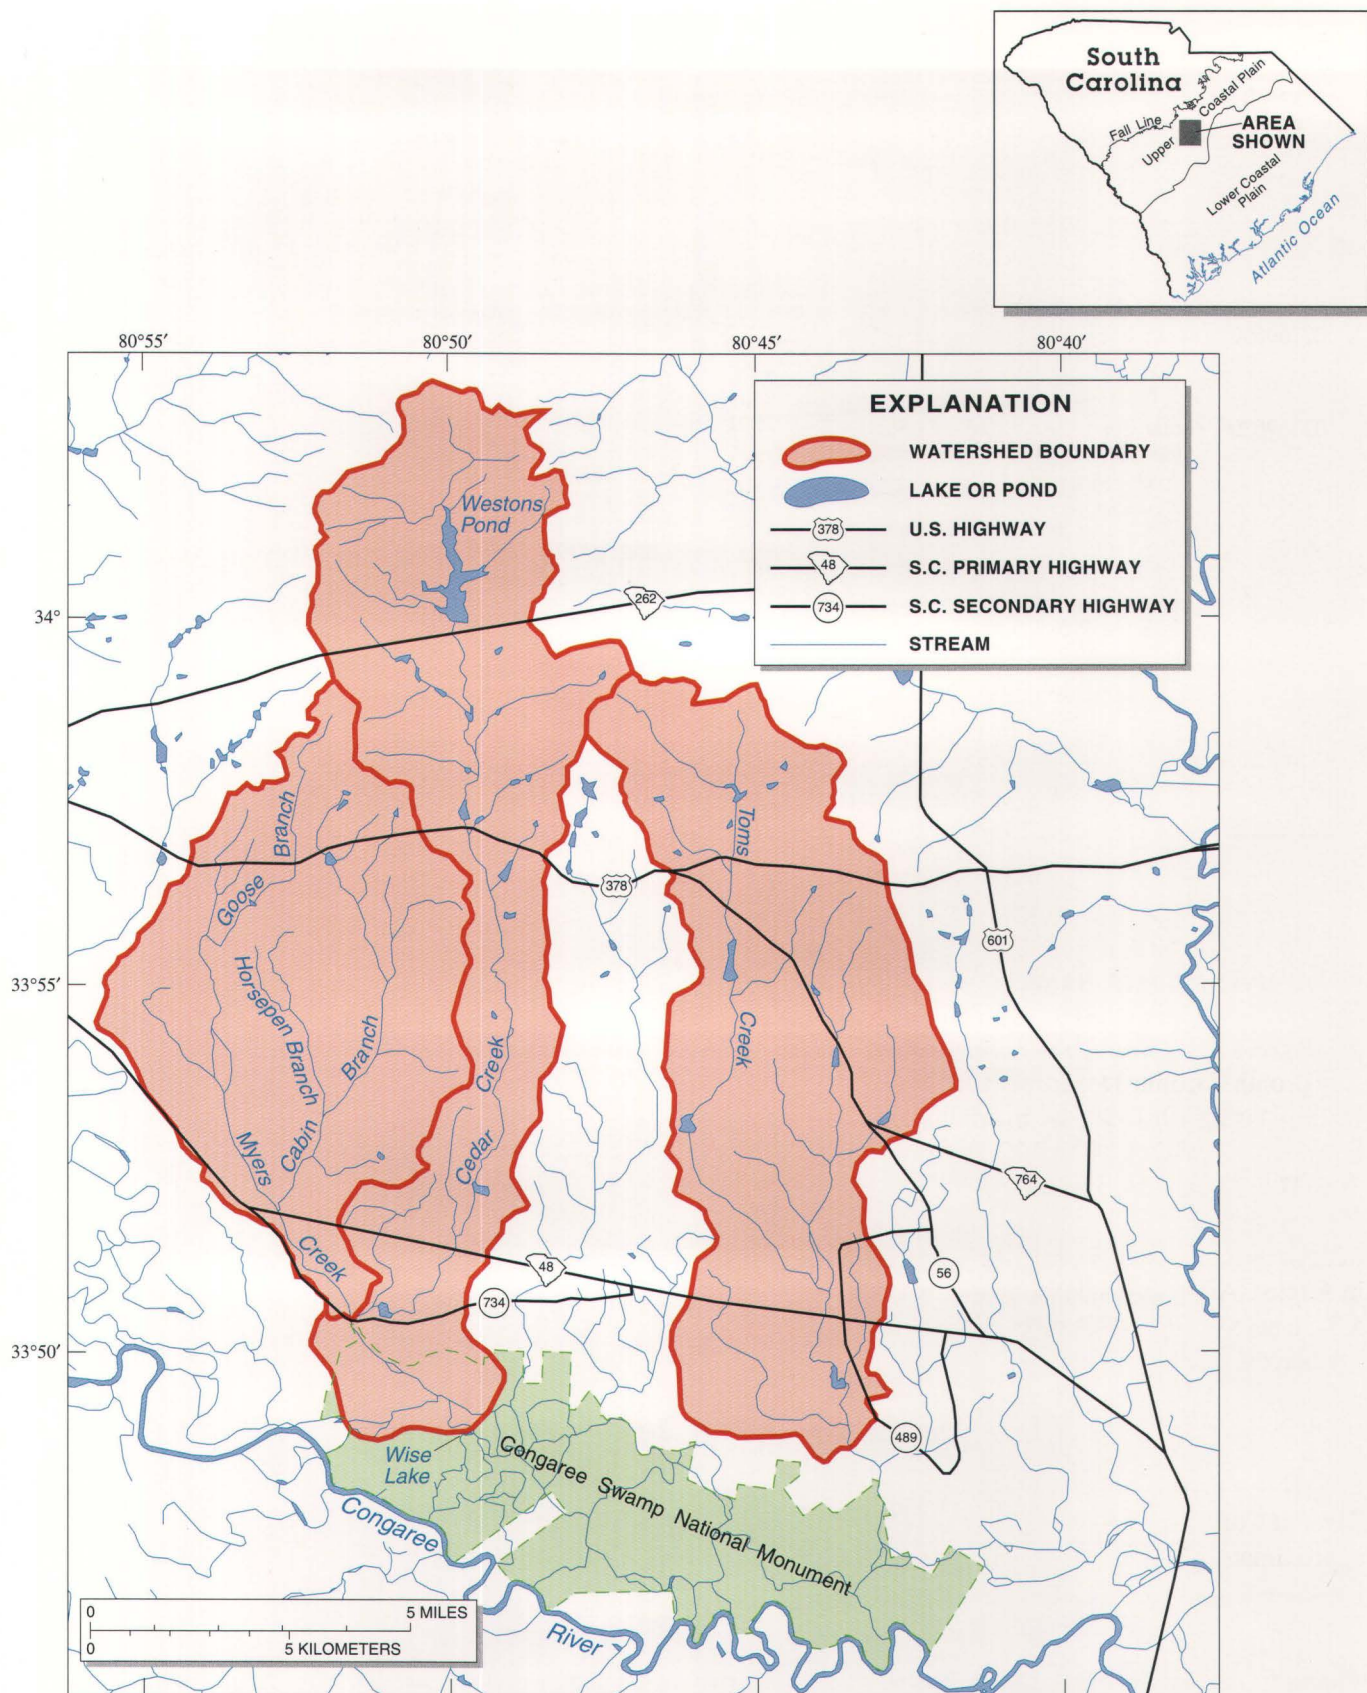 South
Carolina
Fall Line
Upper Coastal Plain
AREA
SHOWN
Lower Coastal
Plain
Atlantic Ocean
80°55′
80°50′
80°45′
80°40′
EXPLANATION
WATERSHED BOUNDARY
LAKE OR POND
378
U.S. HIGHWAY
48
S.C. PRIMARY HIGHWAY
734
S.C. SECONDARY HIGHWAY
STREAM
Westons
Pond
34°
262
Goose Branch
Toms Creek
378
601
33°55′
Horsepen Branch
Cabin Branch
Cedar Creek
Myers Creek
764
48
56
734
33°50′
489
Wise
Lake
Congaree Swamp National Monument
Congaree River
0 5 MILES
0 5 KILOMETERS